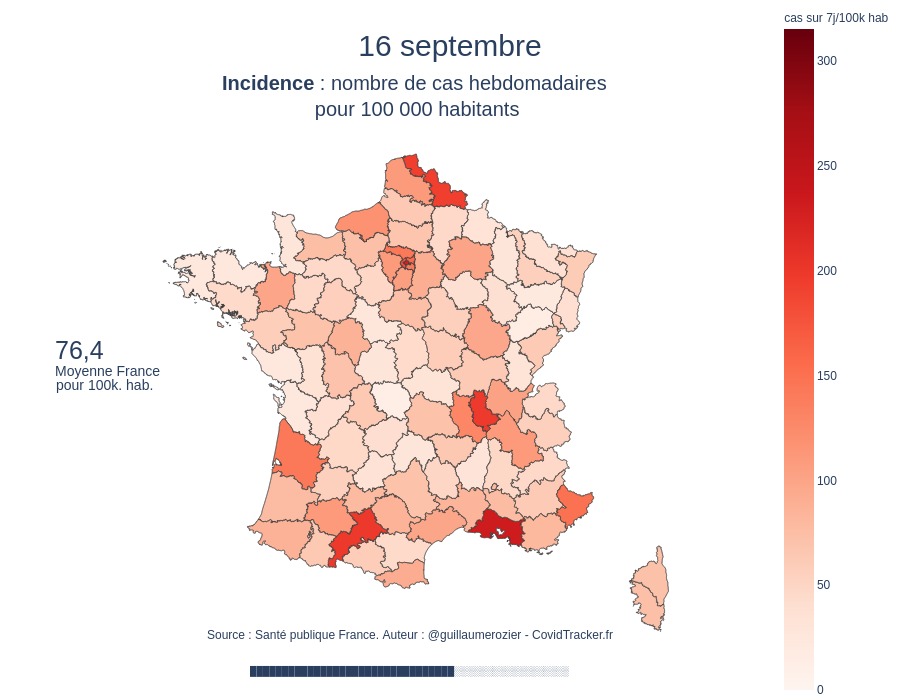 cas sur 7j/100k hab
16 septembre
Incidence : nombre de cas hebdomadaires
pour 100 000 habitants
300
250
200
150
100
50
0
76,4
Moyenne France
pour 100k. hab.
Source : Santé publique France. Auteur : @guillaumerozier - CovidTracker.fr